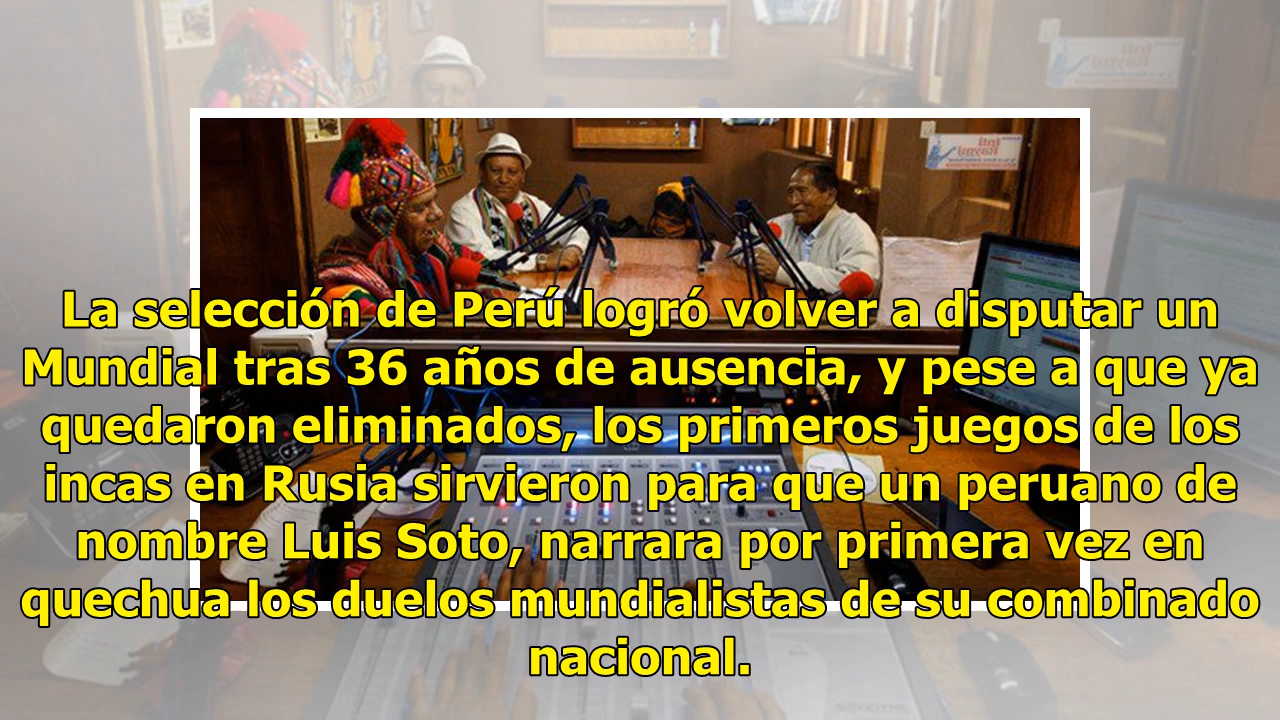 La selección de Perú logró volver a disputar un
Mundial tras 36 años de ausencia, y pese a que ya
quedaron eliminados, los primeros juegos de los
incas en Rusia sirvieron para que un peruano de
nombre Luis Soto, narrara por primera vez en
quechua los duelos mundialistas de su combinado
nacional.